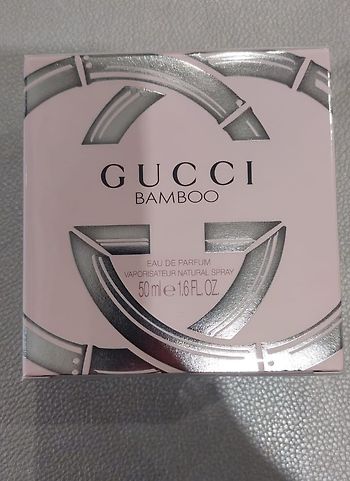 GUCCI
BAMBOO
EAU DE PARFUM
VAPORISATEUR NATURAL SPRAY
50 ml e 1.6 FL. OZ.